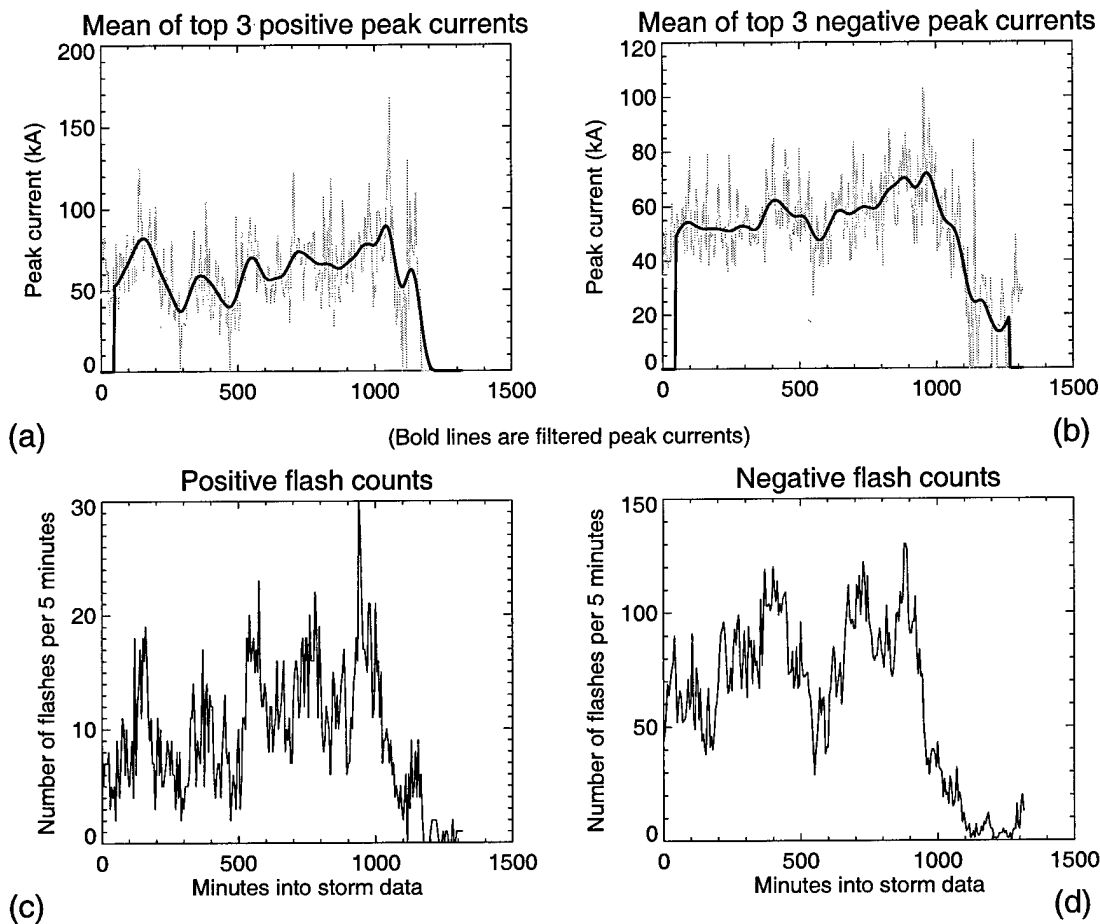 Mean of top 3 positive peak currents
Mean of top 3 negative peak currents
200
150
100
50
0
Peak current (kA)
0 500 1000 1500
120
100
80
60
40
20
0
Peak current (kA)
0 500 1000 1500
(a)
(Bold lines are filtered peak currents)
(b)
Positive flash counts
Negative flash counts
30
20
10
0
Number of flashes per 5 minutes
0 500 1000 1500
Minutes into storm data
150
100
50
0
Number of flashes per 5 minutes
0 500 1000 1500
Minutes into storm data
(c)
(d)